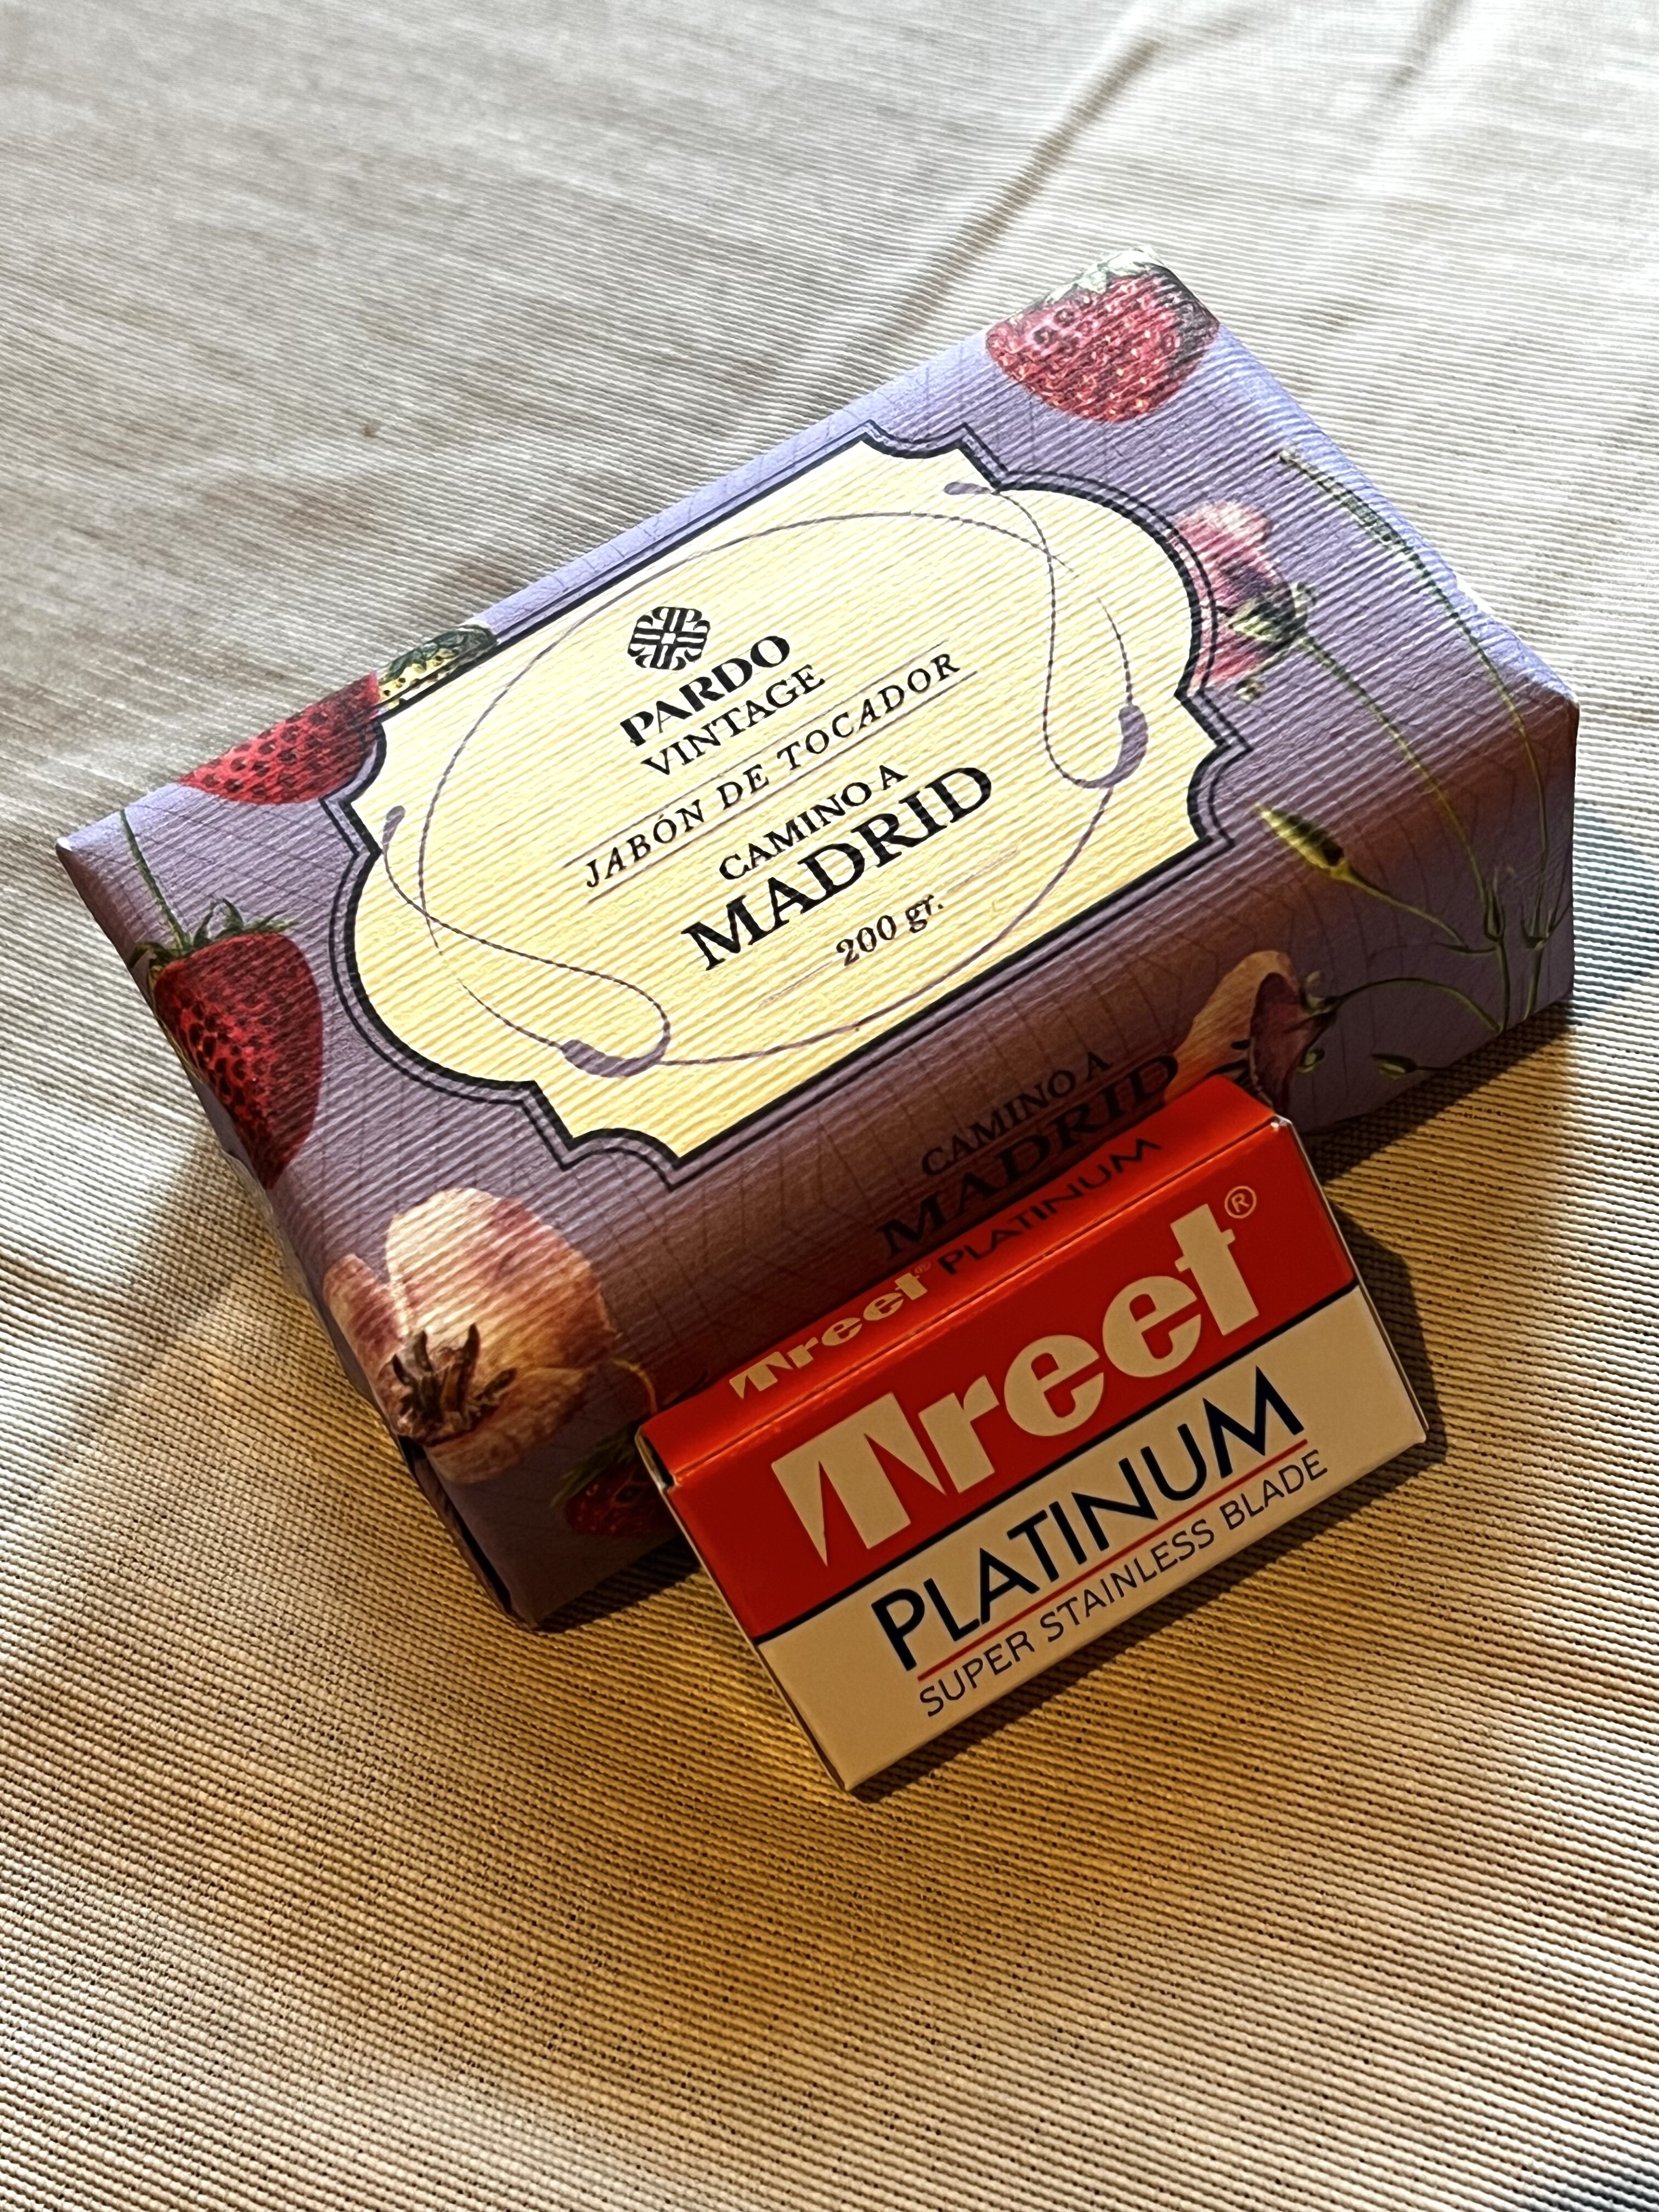 PARDO
VINTAGE
JABÓN DE TOCADOR
CAMINO A
MADRID
200 gr.
CAMINO A
MADRID
Treet® PLATINUM
Treet®
PLATINUM
SUPER STAINLESS BLADE